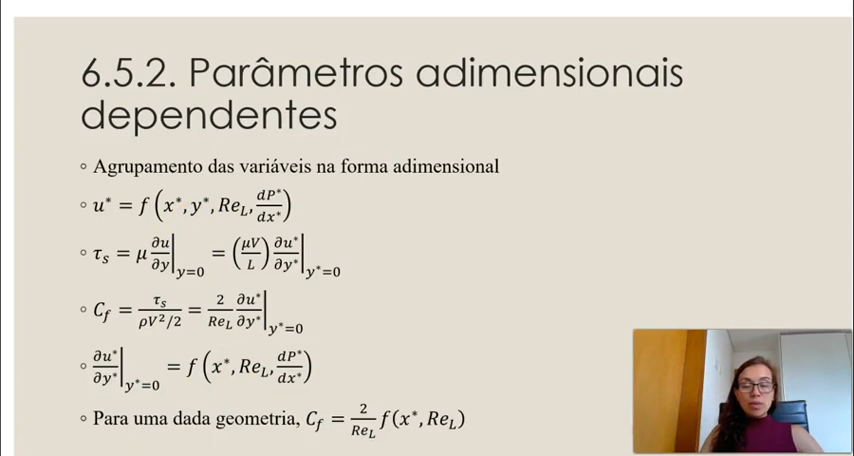 6.5.2. Parâmetros adimensionais
dependentes
◦ Agrupamento das variáveis na forma adimensional
◦ u* = f(x*, y*, Re_L, dP*/dx*)
◦ τ_s = μ ∂u/∂y|_{y=0} = (μV/L) ∂u*/∂y*|_{y*=0}
◦ C_f = τ_s/(ρV²/2) = 2/Re_L ∂u*/∂y*|_{y*=0}
◦ ∂u*/∂y*|_{y*=0} = f(x*, Re_L, dP*/dx*)
◦ Para uma dada geometria, C_f = 2/Re_L f(x*, Re_L)